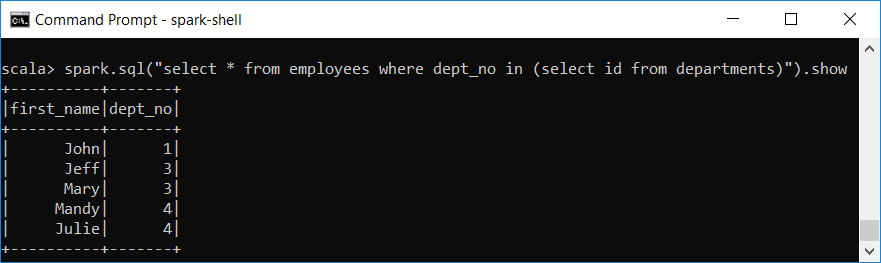 Command Prompt - spark-shell
scala> spark.sql("select * from employees where dept_no in (select id from departments)").show
+----------+-------+
|first_name|dept_no|
+----------+-------+
|      John|      1|
|      Jeff|      3|
|      Mary|      3|
|     Mandy|      4|
|     Julie|      4|
+----------+-------+